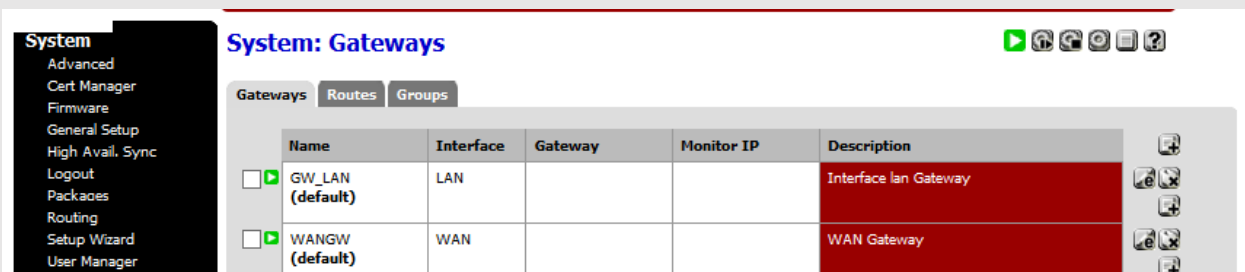 System
Advanced
Cert Manager
Firmware
General Setup
High Avail. Sync
Logout
Packages
Routing
Setup Wizard
User Manager
System: Gateways
?
Gateways Routes Groups
Name Interface Gateway Monitor IP Description
GW_LAN LAN Interface lan Gateway
(default)
e x
WANGW WAN WAN Gateway
(default)
e x